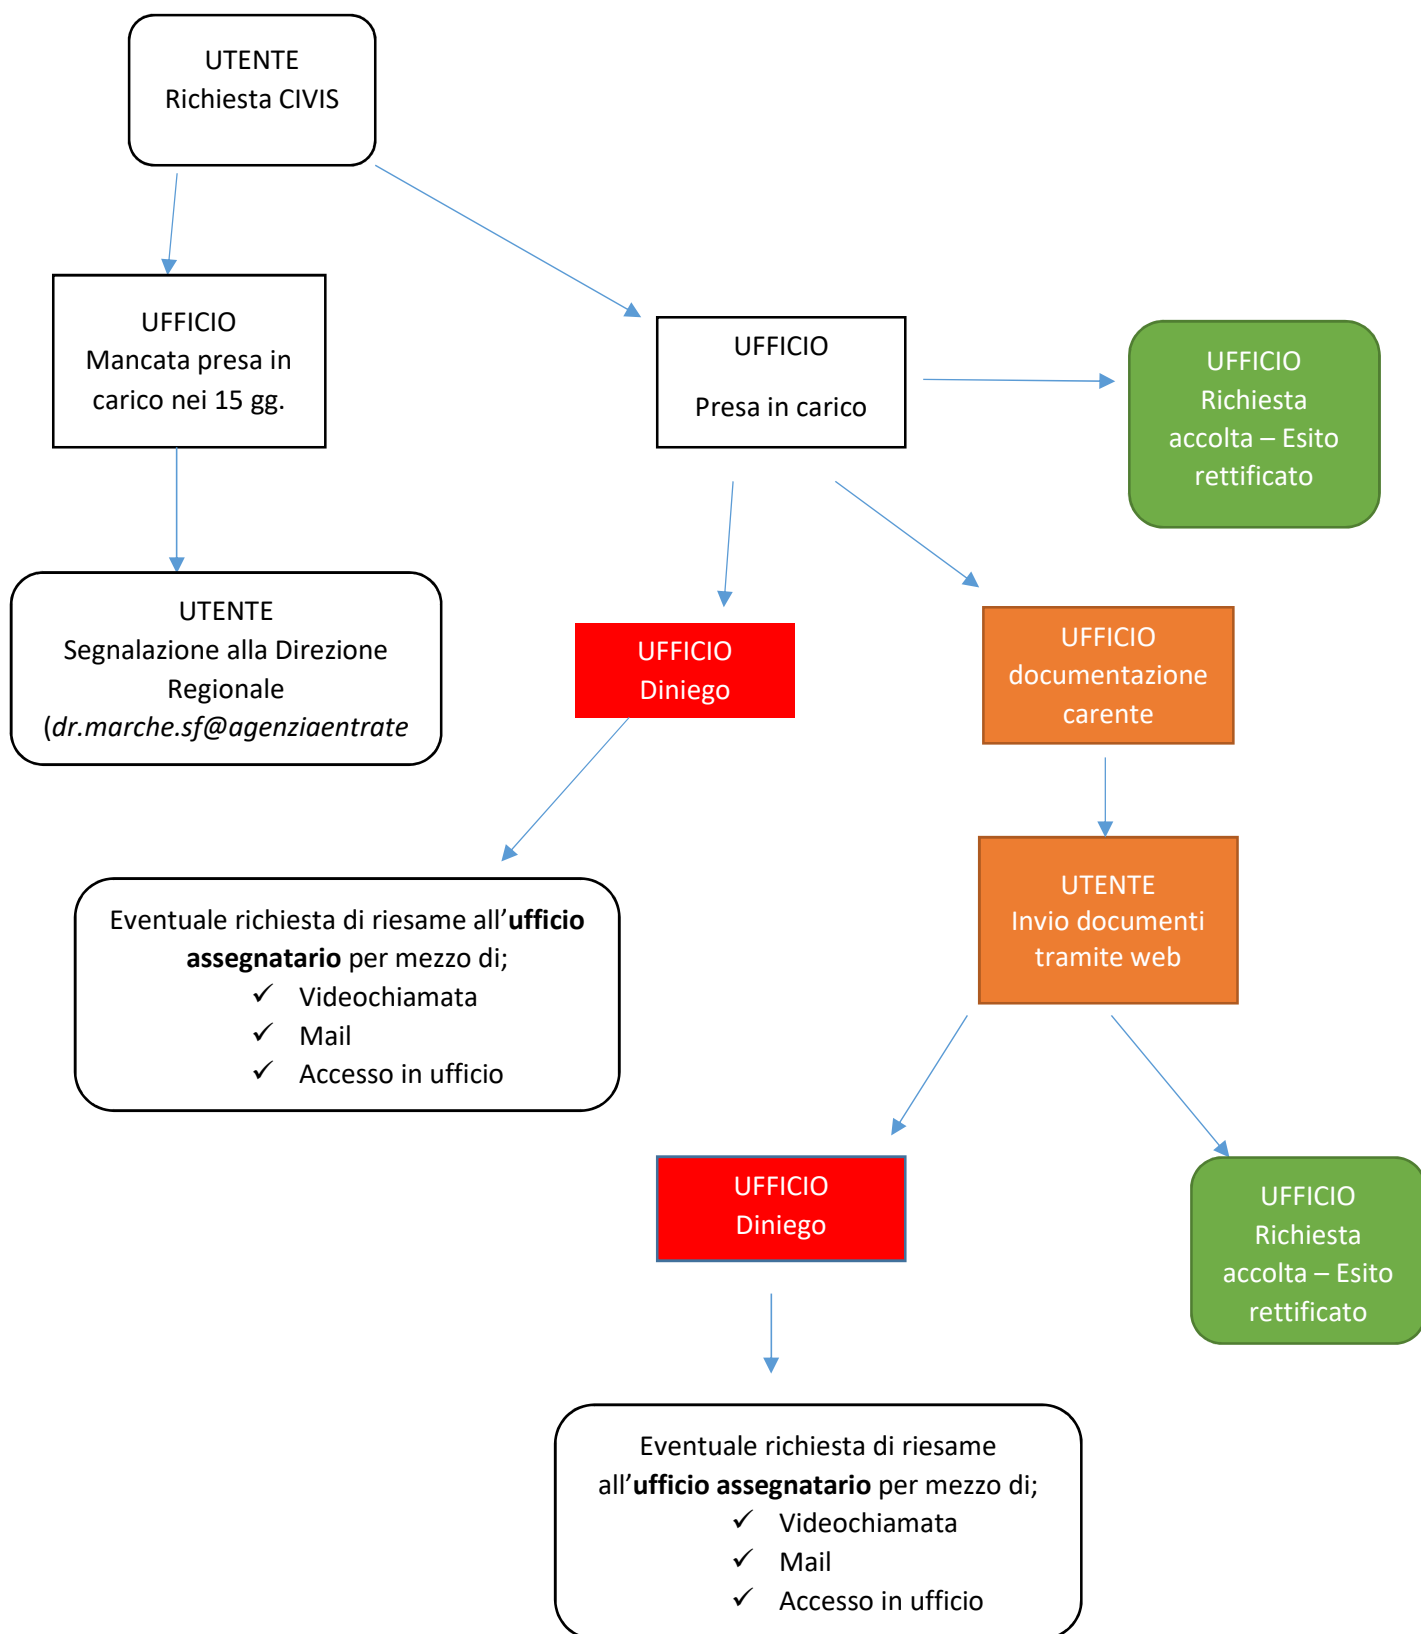 UTENTE
Richiesta CIVIS
UFFICIO
Mancata presa in
carico nei 15 gg.
UFFICIO
Presa in carico
UFFICIO
Richiesta
accolta – Esito
rettificato
UTENTE
Segnalazione alla Direzione
Regionale
(dr.marche.sf@agenziaentrate
UFFICIO
Diniego
UFFICIO
documentazione
carente
Eventuale richiesta di riesame all’ufficio
assegnatario per mezzo di;
✓ Videochiamata
✓ Mail
✓ Accesso in ufficio
UTENTE
Invio documenti
tramite web
UFFICIO
Diniego
UFFICIO
Richiesta
accolta – Esito
rettificato
Eventuale richiesta di riesame
all’ufficio assegnatario per mezzo di;
✓ Videochiamata
✓ Mail
✓ Accesso in ufficio